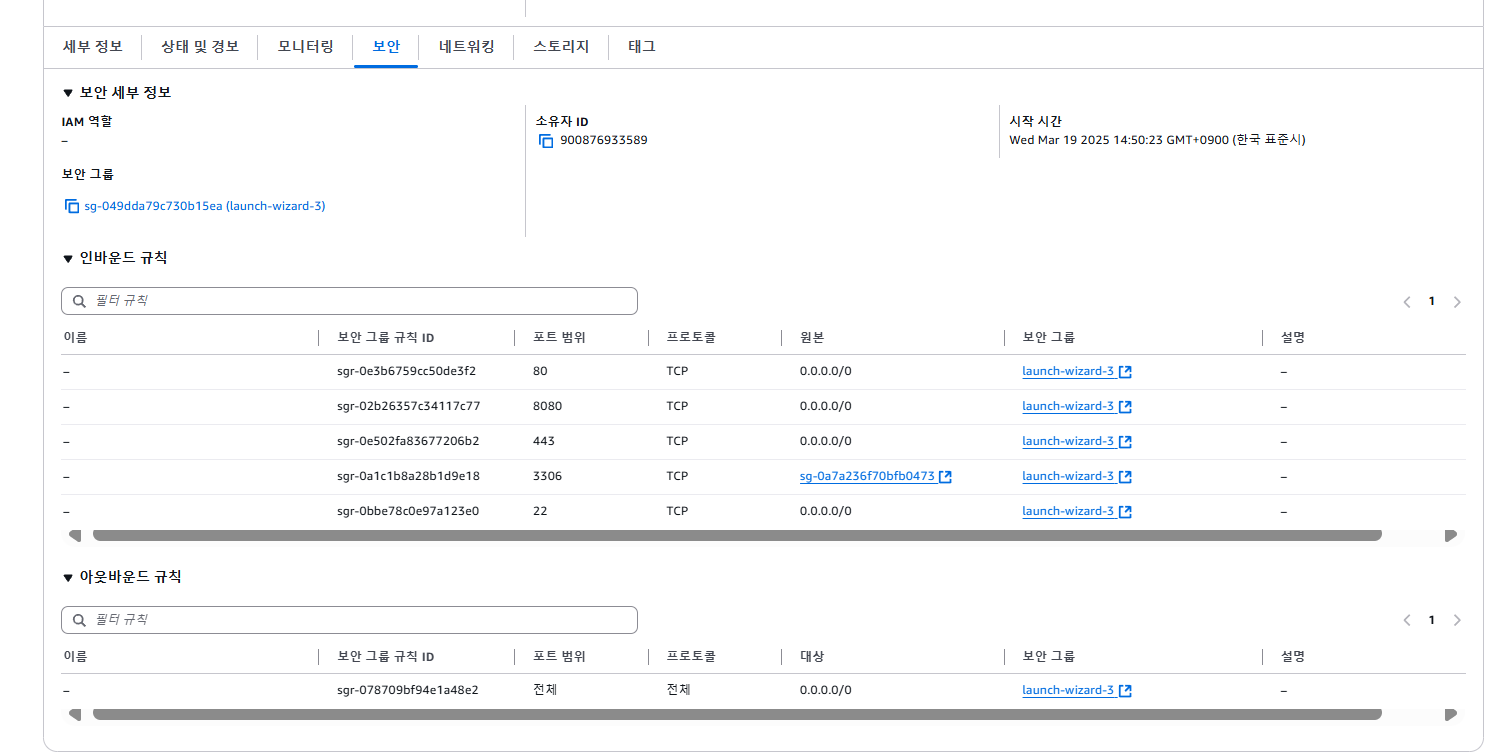 세부 정보 상태 및 경보 모니터링 보안 네트워킹 스토리지 태그
▼ 보안 세부 정보
IAM 역할 소유자 ID 시작 시간
– 900876933589 Wed Mar 19 2025 14:50:23 GMT+0900 (한국 표준시)
보안 그룹
sg-049dda79c730b15ea (launch-wizard-3)
▼ 인바운드 규칙
필터 규칙 1
이름 보안 그룹 규칙 ID 포트 범위 프로토콜 원본 보안 그룹 설명
– sgr-0e3b6759cc50de3f2 80 TCP 0.0.0.0/0 launch-wizard-3 –
– sgr-02b26357c34117c77 8080 TCP 0.0.0.0/0 launch-wizard-3 –
– sgr-0e502fa83677206b2 443 TCP 0.0.0.0/0 launch-wizard-3 –
– sgr-0a1c1b8a28b1d9e18 3306 TCP sg-0a7a236f70bfb0473 launch-wizard-3 –
– sgr-0bbe78c0e97a123e0 22 TCP 0.0.0.0/0 launch-wizard-3 –
▼ 아웃바운드 규칙
필터 규칙 1
이름 보안 그룹 규칙 ID 포트 범위 프로토콜 대상 보안 그룹 설명
– sgr-078709bf94e1a48e2 전체 전체 0.0.0.0/0 launch-wizard-3 –